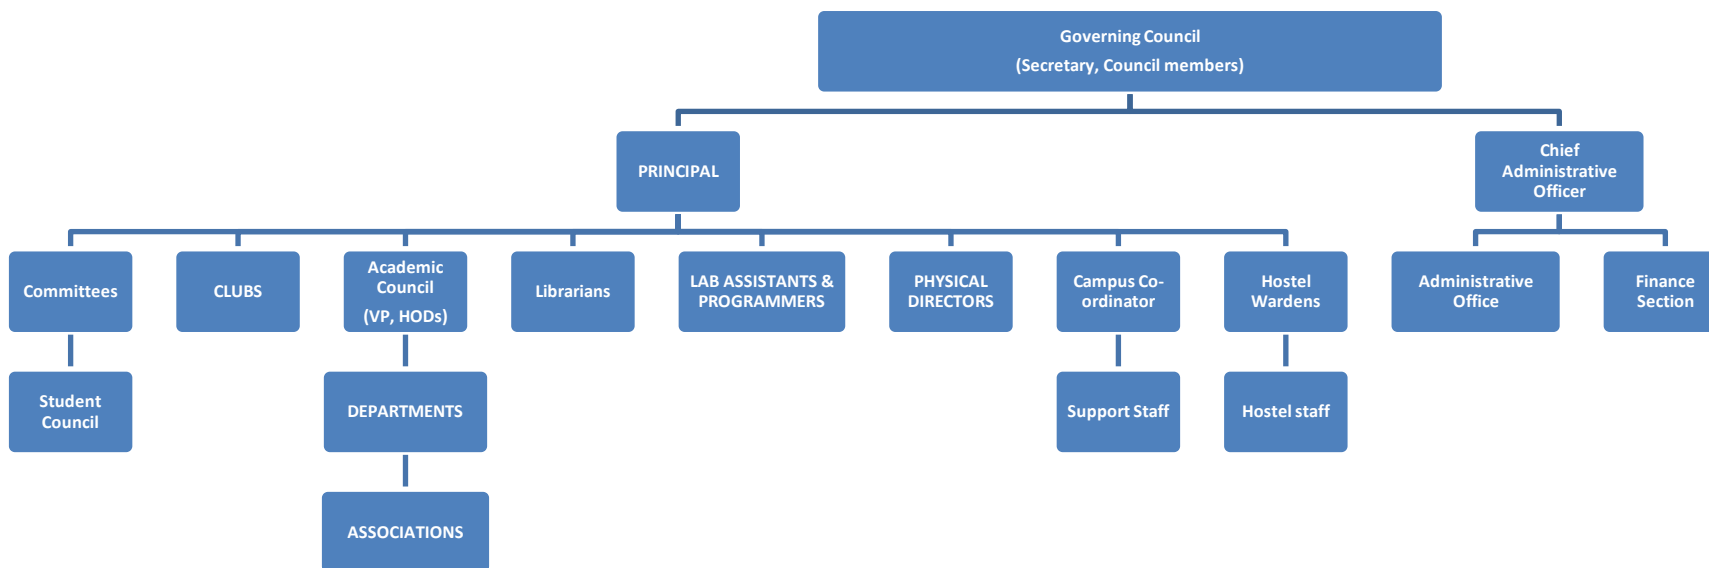 Governing Council
(Secretary, Council members)
PRINCIPAL
Chief
Administrative
Officer
Committees
CLUBS
Academic
Council
(VP, HODs)
Librarians
LAB ASSISTANTS &
PROGRAMMERS
PHYSICAL
DIRECTORS
Campus Co-
ordinator
Hostel
Wardens
Administrative
Office
Finance
Section
Student
Council
DEPARTMENTS
Support Staff
Hostel staff
ASSOCIATIONS